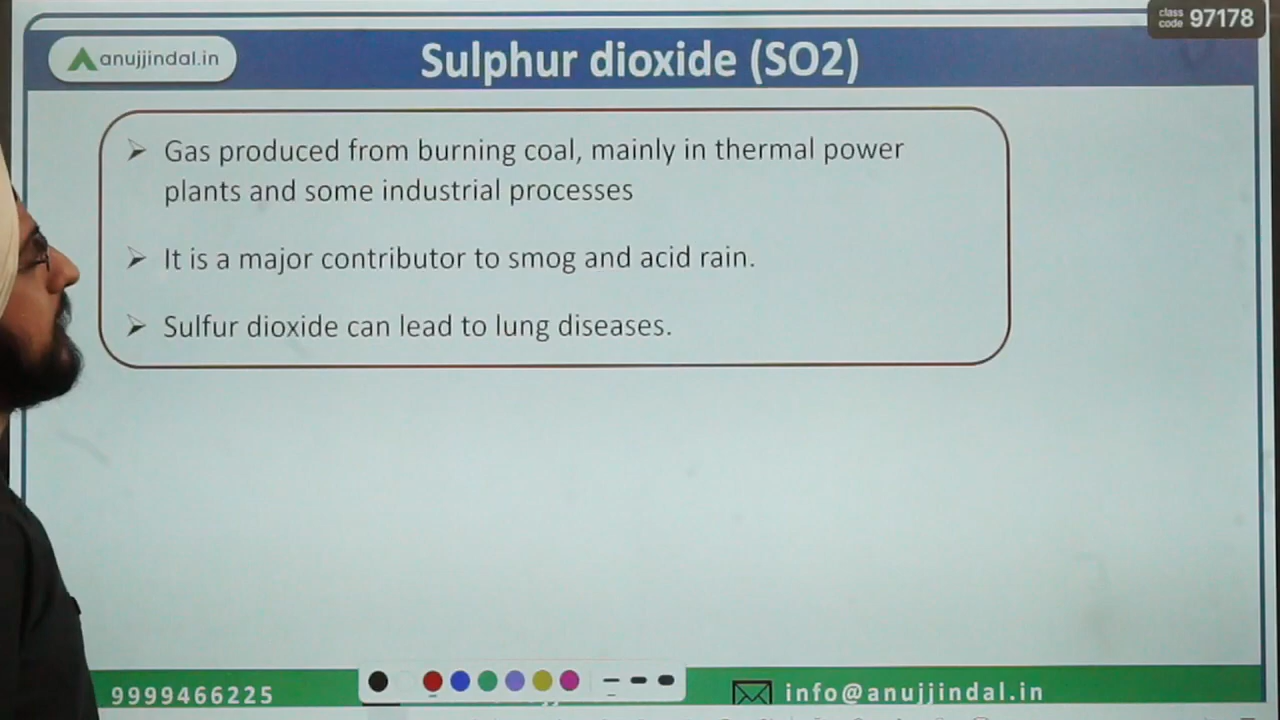 class
code 97178
anujjindal.in
Sulphur dioxide (SO2)
➢ Gas produced from burning coal, mainly in thermal power
plants and some industrial processes
➢ It is a major contributor to smog and acid rain.
➢ Sulfur dioxide can lead to lung diseases.
9999466225
info@anujjindal.in